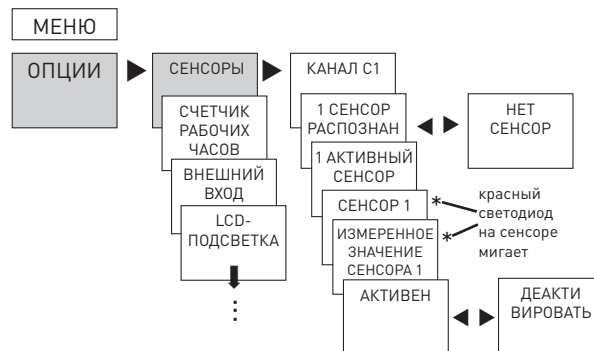 МЕНЮ
ОПЦИИ
СЕНСОРЫ
СЧЕТЧИК
РАБОЧИХ
ЧАСОВ
ВНЕШНИЙ
ВХОД
LCD-
ПОДСВЕТКА
КАНАЛ C1
1 СЕНСОР
РАСПОЗНАН
НЕТ
СЕНСОР
1 АКТИВНЫЙ
СЕНСОР
СЕНСОР 1 *
ИЗМЕРЕННОЕ
ЗНАЧЕНИЕ *
СЕНСОРА 1
красный
светодиод
на сенсоре
мигает
АКТИВЕН
ДЕАКТИ
ВИРОВАТЬ